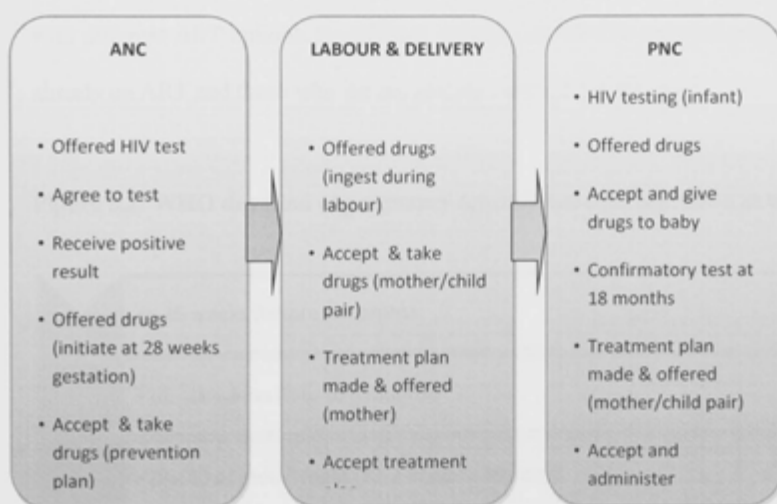 ANC
• Offered HIV test
• Agree to test
• Receive positive
result
• Offered drugs
(initiate at 28 weeks
gestation)
• Accept & take
drugs (prevention
plan)
LABOUR & DELIVERY
• Offered drugs
(ingest during
labour)
• Accept & take
drugs (mother/child
pair)
• Treatment plan
made & offered
(mother)
• Accept treatment
PNC
• HIV testing (infant)
• Offered drugs
• Accept and give
drugs to baby
• Confirmatory test at
18 months
• Treatment plan
made & offered
(mother/child pair)
• Accept and
administer